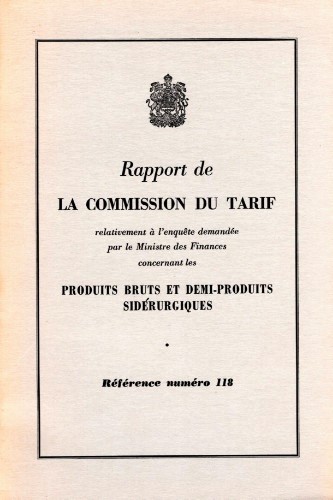 Rapport de
LA COMMISSION DU TARIF
relativement à l'enquête demandée
par le Ministre des Finances
concernant les
PRODUITS BRUTS ET DEMI-PRODUITS
SIDÉRURGIQUES
Référence numéro 118